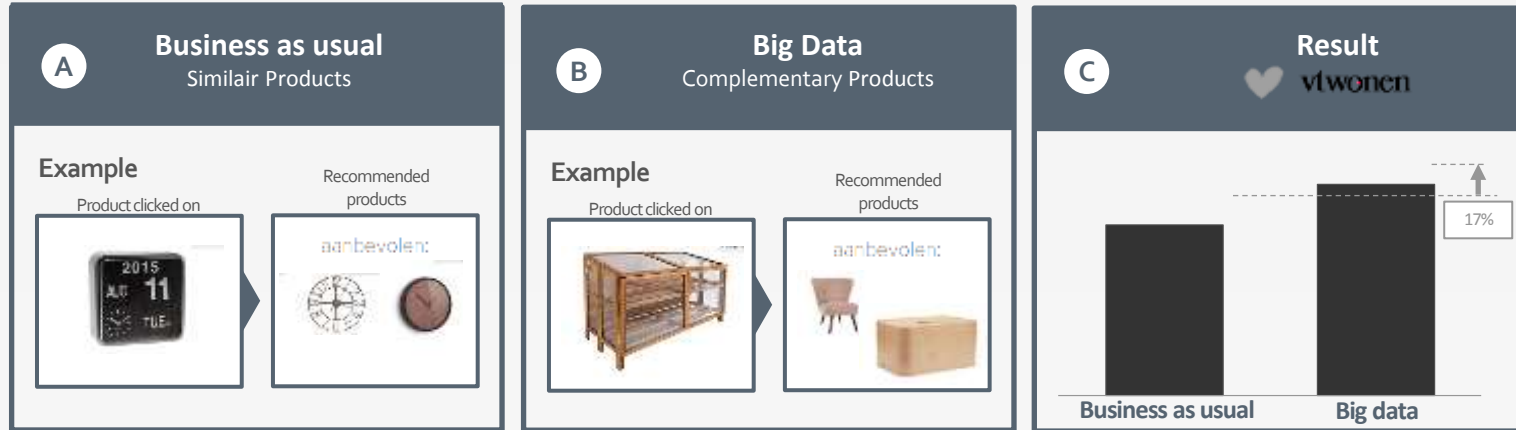 A
Business as usual
Similair Products
Example
Product clicked on
2015
11
TUE
Recommended
products
aanbevolen:
B
Big Data
Complementary Products
Example
Product clicked on
Recommended
products
aanbevolen:
C
Result
vtwonen
17%
Business as usual
Big data